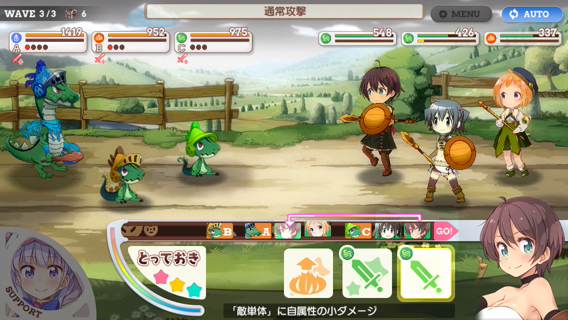 WAVE 3/3 6
通常攻撃
MENU
AUTO
1419
952
975
548
426
337
A
B
C
B A C GO!
とっておき
SUPPORT
「敵単体」に自属性の小ダメージ